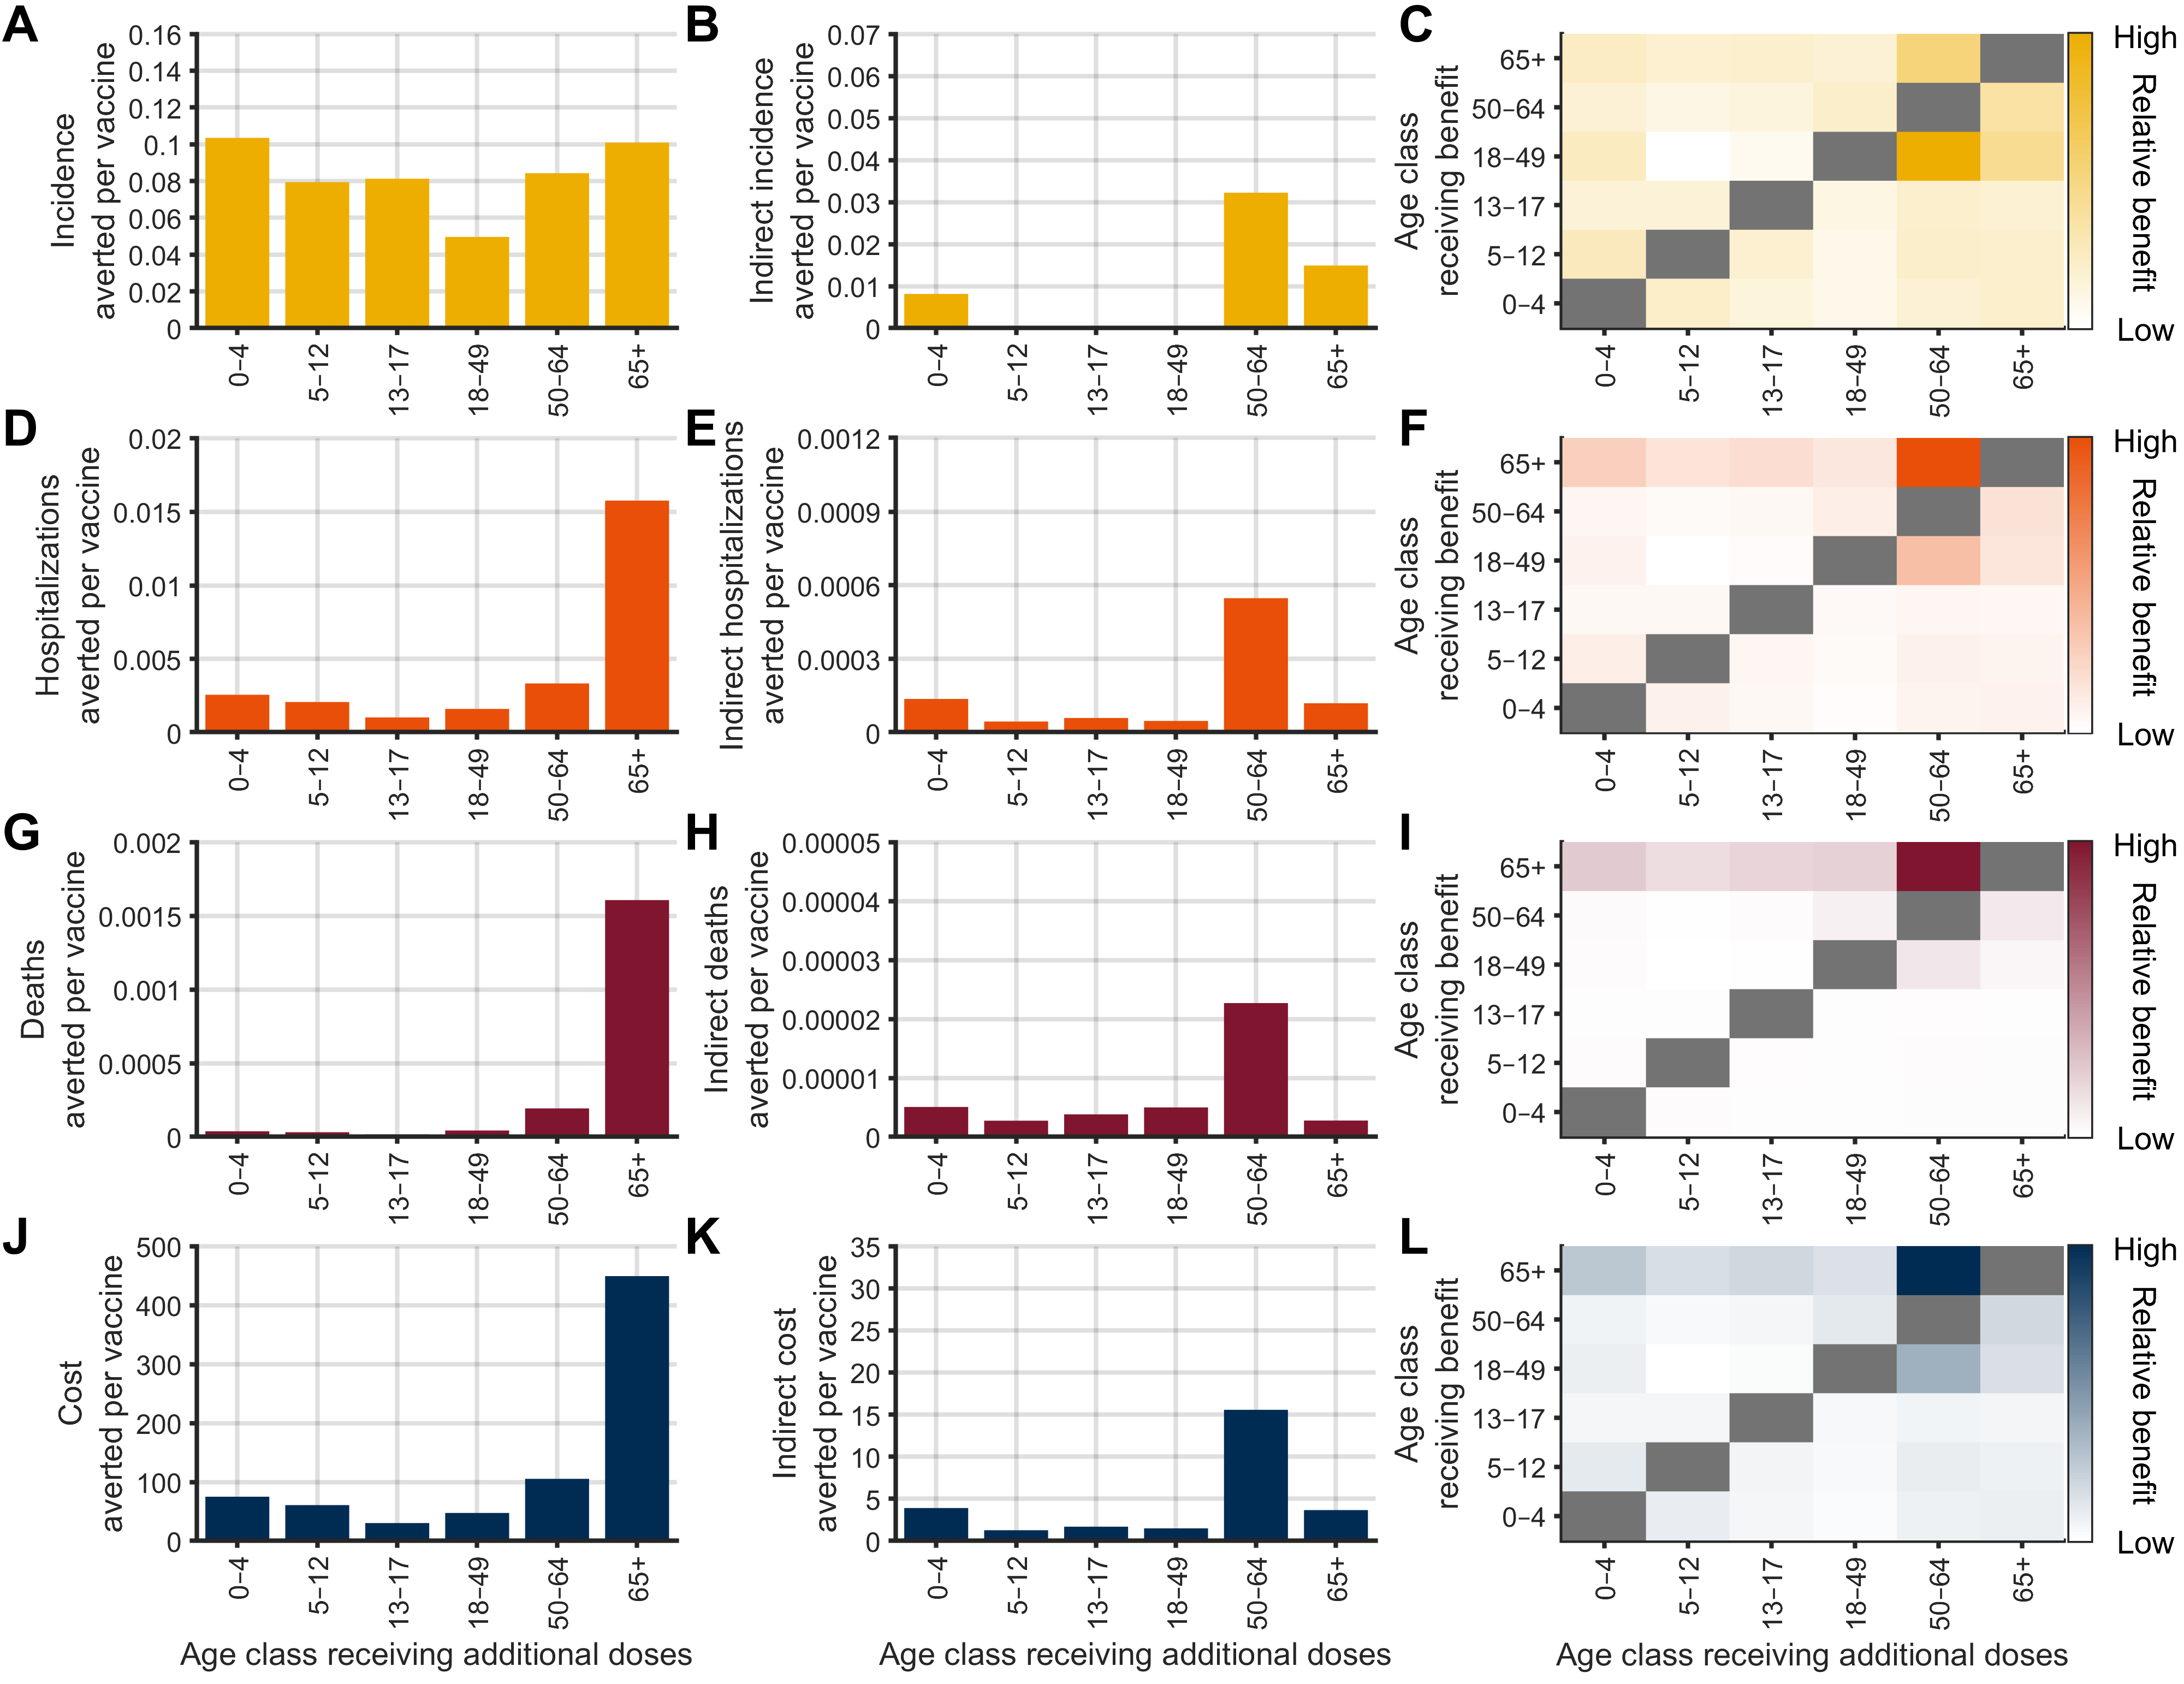 A
Incidence
averted per vaccine
0.16
0.14
0.12
0.1
0.08
0.06
0.04
0.02
0
0−4
5−12
13−17
18−49
50−64
65+
B
Indirect incidence
averted per vaccine
0.07
0.06
0.05
0.04
0.03
0.02
0.01
0
0−4
5−12
13−17
18−49
50−64
65+
C
Age class
receiving benefit
65+
50−64
18−49
13−17
5−12
0−4
0−4
5−12
13−17
18−49
50−64
65+
High
Relative benefit
Low
D
Hospitalizations
averted per vaccine
0.02
0.015
0.01
0.005
0
0−4
5−12
13−17
18−49
50−64
65+
E
Indirect hospitalizations
averted per vaccine
0.0012
0.0009
0.0006
0.0003
0
0−4
5−12
13−17
18−49
50−64
65+
F
Age class
receiving benefit
65+
50−64
18−49
13−17
5−12
0−4
0−4
5−12
13−17
18−49
50−64
65+
High
Relative benefit
Low
G
Deaths
averted per vaccine
0.002
0.0015
0.001
0.0005
0
0−4
5−12
13−17
18−49
50−64
65+
H
Indirect deaths
averted per vaccine
0.00005
0.00004
0.00003
0.00002
0.00001
0
0−4
5−12
13−17
18−49
50−64
65+
I
Age class
receiving benefit
65+
50−64
18−49
13−17
5−12
0−4
0−4
5−12
13−17
18−49
50−64
65+
High
Relative benefit
Low
J
Cost
averted per vaccine
500
400
300
200
100
0
0−4
5−12
13−17
18−49
50−64
65+
Age class receiving additional doses
K
Indirect cost
averted per vaccine
35
30
25
20
15
10
5
0
0−4
5−12
13−17
18−49
50−64
65+
Age class receiving additional doses
L
Age class
receiving benefit
65+
50−64
18−49
13−17
5−12
0−4
0−4
5−12
13−17
18−49
50−64
65+
High
Relative benefit
Low
Age class receiving additional doses